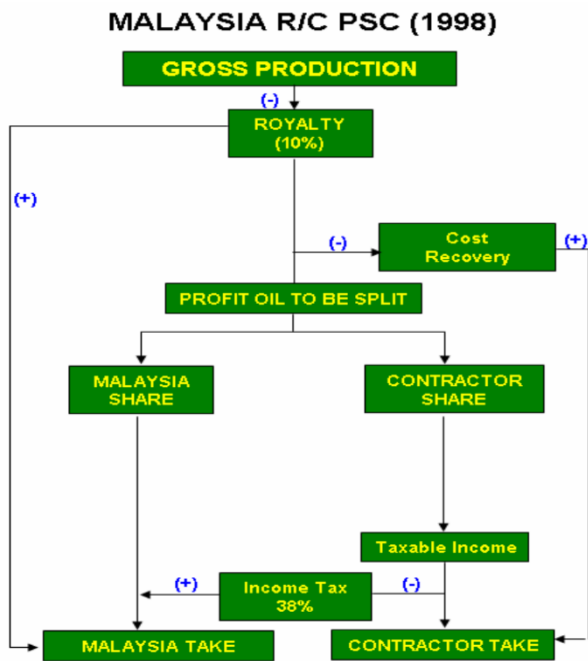 MALAYSIA R/C PSC (1998)
GROSS PRODUCTION
(-)
ROYALTY
(10%)
(+)
(-)
Cost
Recovery
(+)
PROFIT OIL TO BE SPLIT
MALAYSIA
SHARE
CONTRACTOR
SHARE
Taxable Income
(+)
Income Tax
38%
(-)
MALAYSIA TAKE
CONTRACTOR TAKE